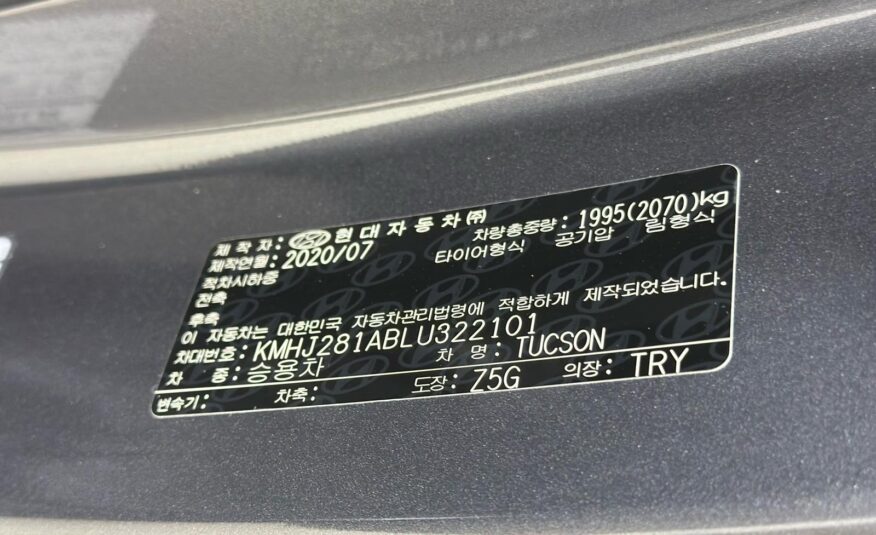 제 작 자: 현대자동차㈜ 차량총중량: 1995(2070)kg
제작연월: 2020/07 타이어형식 공기압 림형식
적차시하중
전축
후축
이 자동차는 대한민국 자동차관리법령에 적합하게 제작되었습니다.
차대번호: KMHJ281ABLU322101
차 종: 승용차 차 명: TUCSON
변속기: 차축: 도장: Z5G 의장: TRY